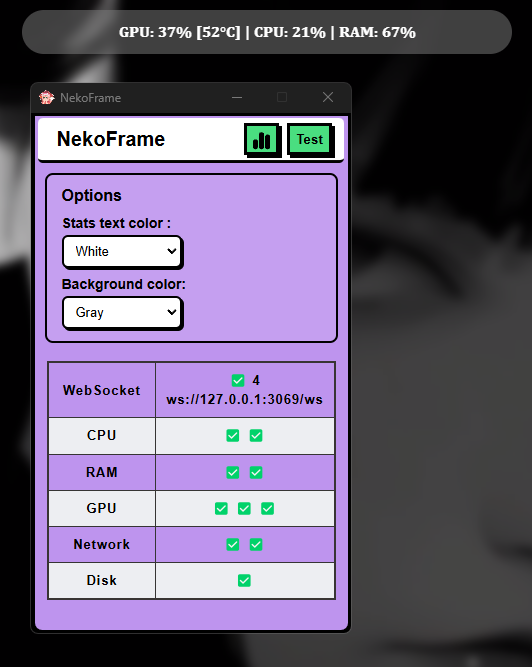 GPU: 37% [52°C] | CPU: 21% | RAM: 67%
NekoFrame
NekoFrame
Test
Options
Stats text color :
White
Background color:
Gray
WebSocket
✅ 4
ws://127.0.0.1:3069/ws
CPU ✅ ✅
RAM ✅ ✅
GPU ✅ ✅ ✅
Network ✅ ✅
Disk ✅